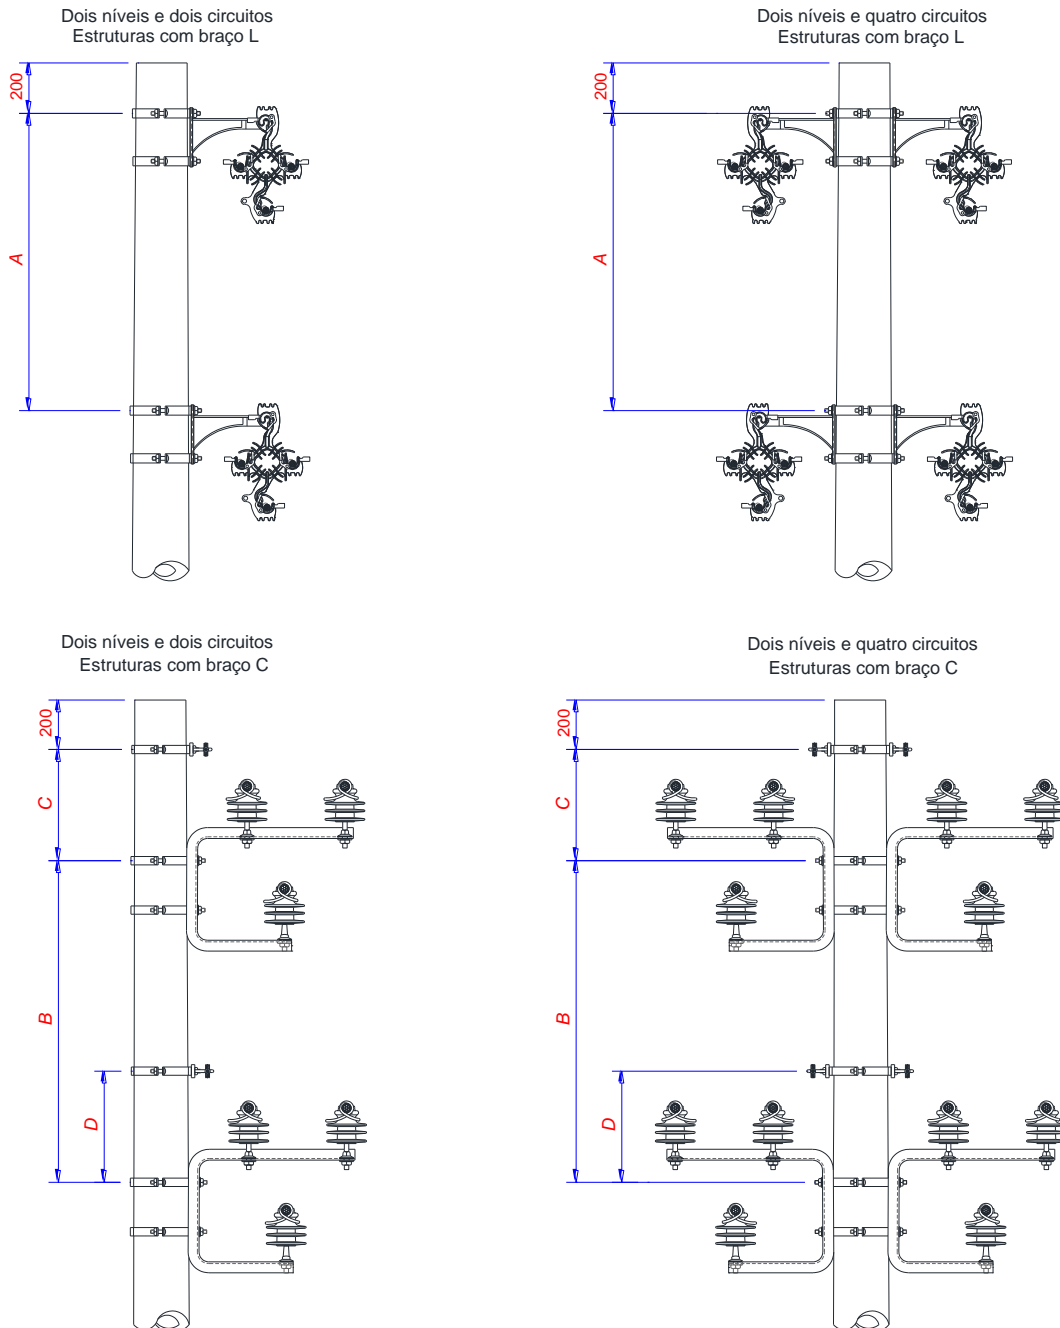 Dois níveis e dois circuitos
Estruturas com braço L
200
A
Dois níveis e quatro circuitos
Estruturas com braço L
200
A
Dois níveis e dois circuitos
Estruturas com braço C
200
C
B
D
Dois níveis e quatro circuitos
Estruturas com braço C
200
C
B
D